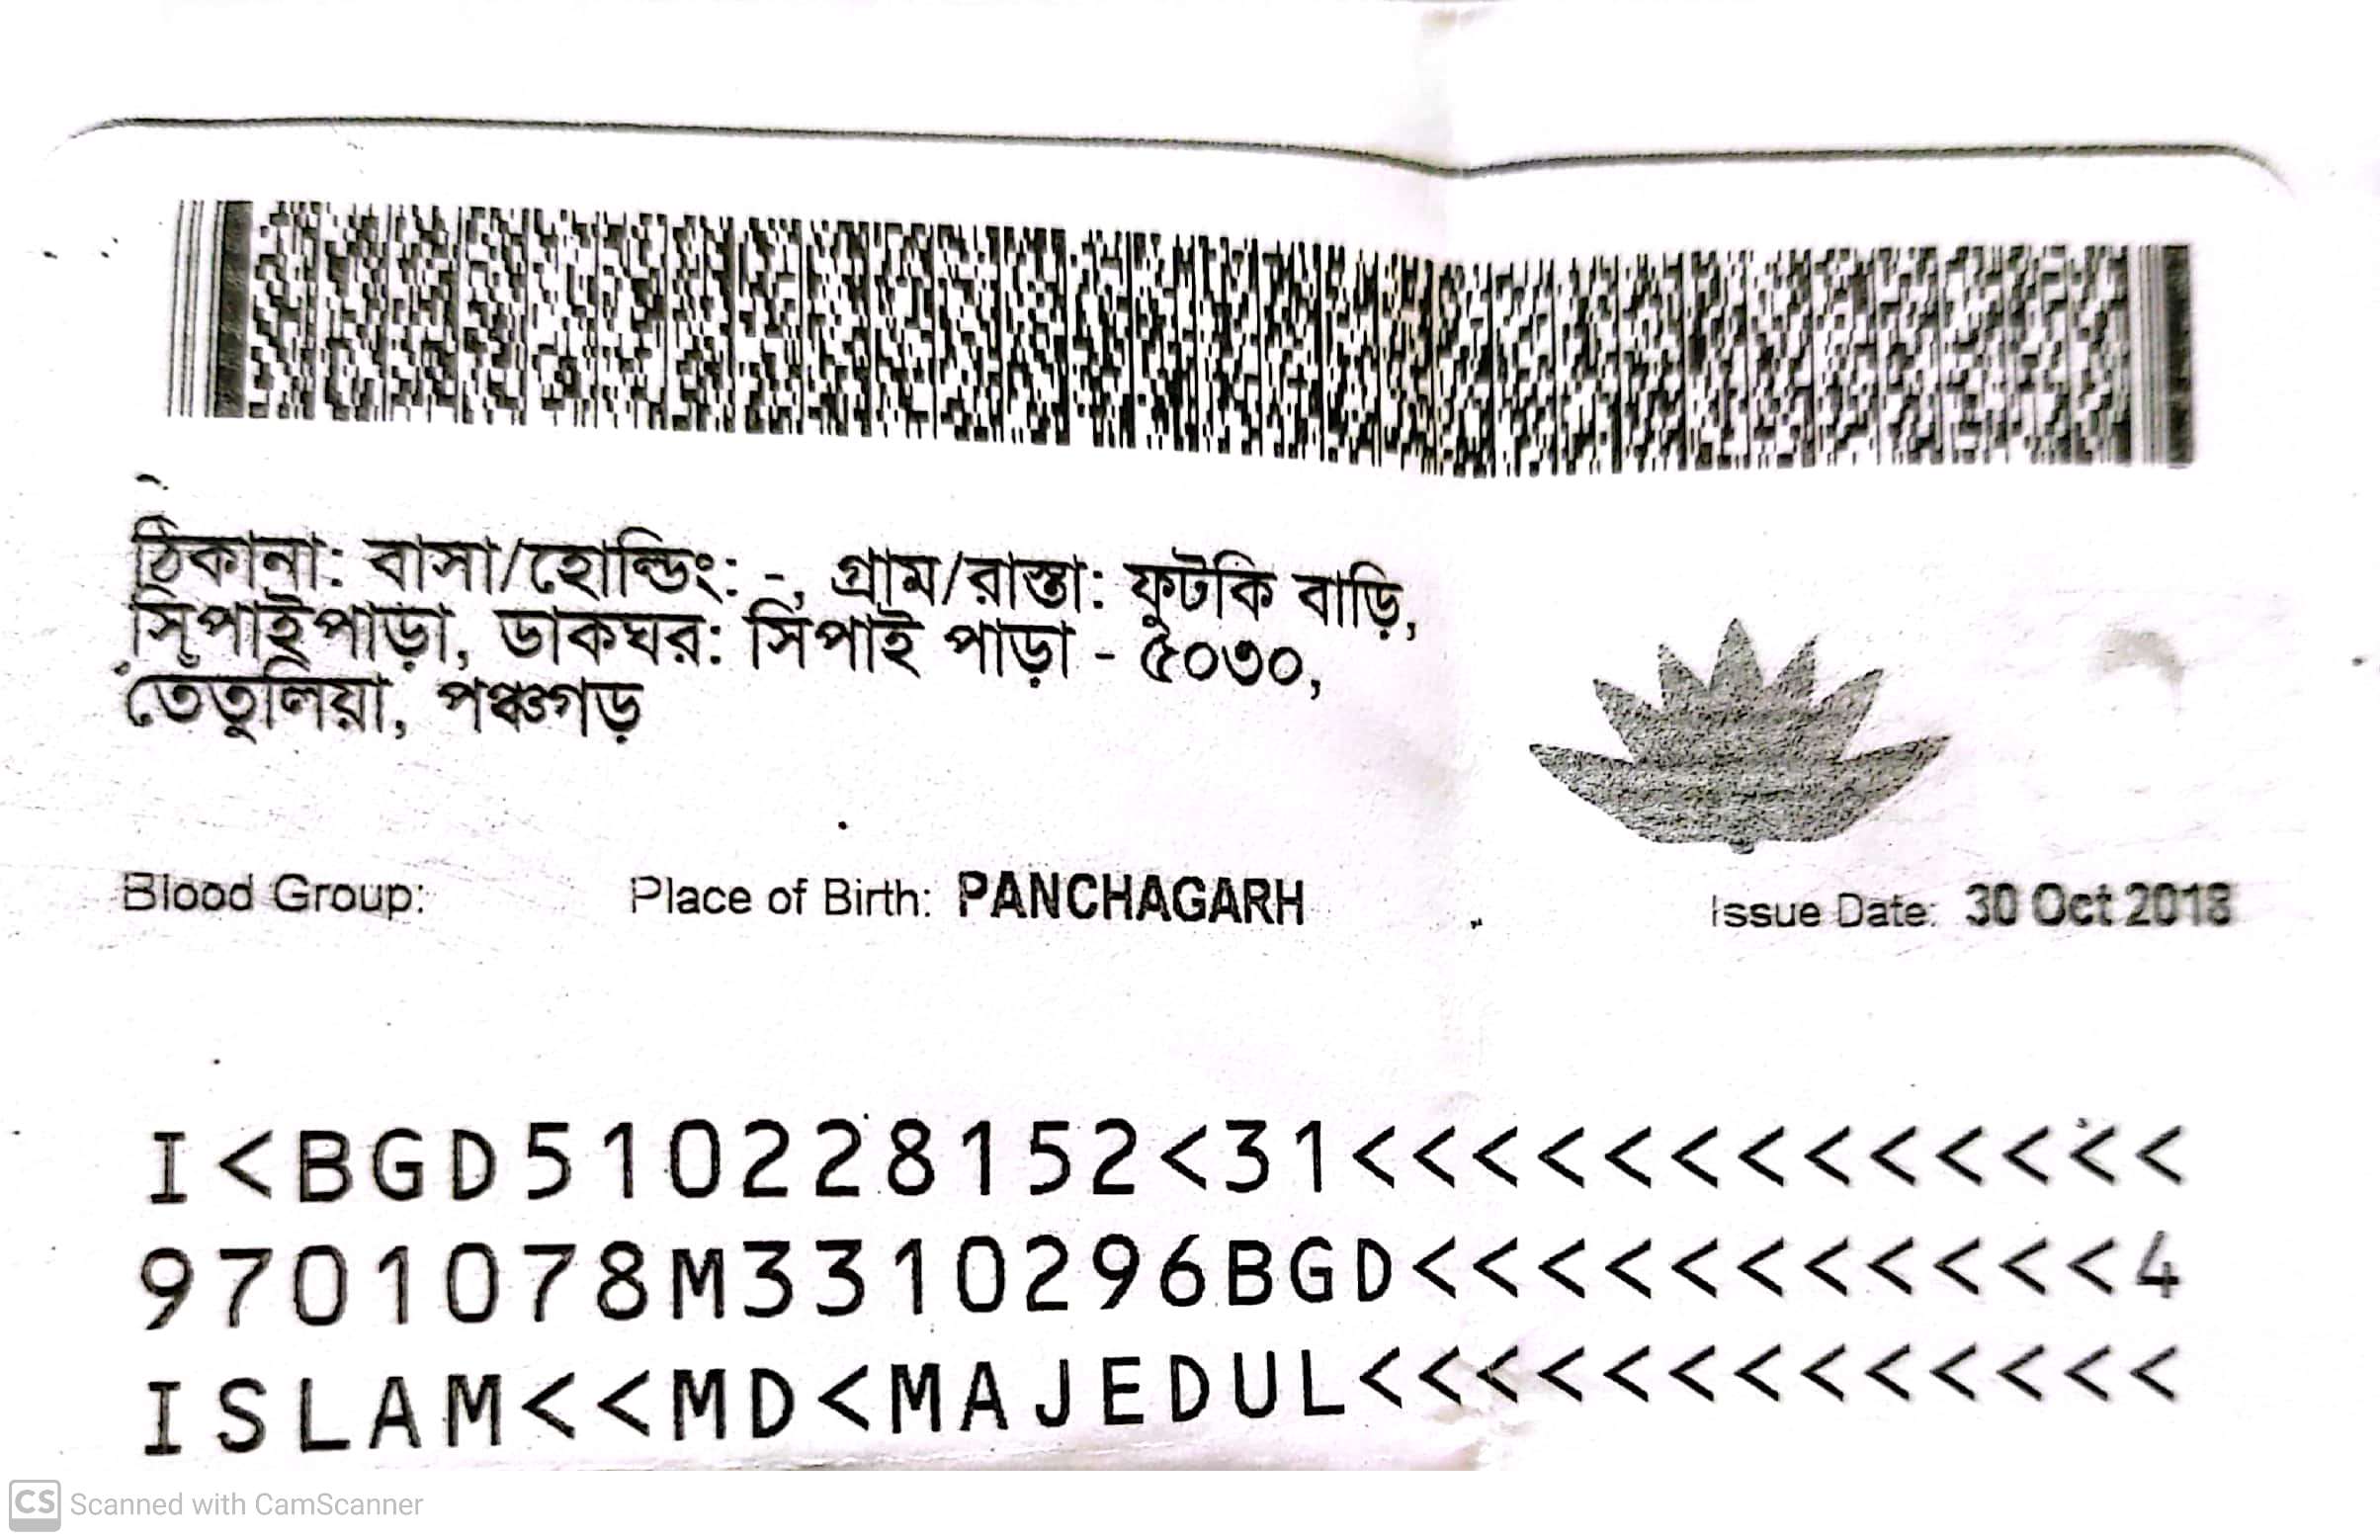 ঠিকানা: বাসা/হোল্ডিং: -, গ্রাম/রাস্তা: ফুটকি বাড়ি,
সিপাইপাড়া, ডাকঘর: সিপাই পাড়া - ৫০৩০,
তেঁতুলিয়া, পঞ্চগড়
Blood Group: Place of Birth: PANCHAGARH Issue Date: 30 Oct 2018
I<BGD510228152<31<<<<<<<<<<<<<
9701078M3310296BGD<<<<<<<<<<<4
ISLAM<<MD<MAJEDUL<<<<<<<<<<<<<
CS Scanned with CamScanner